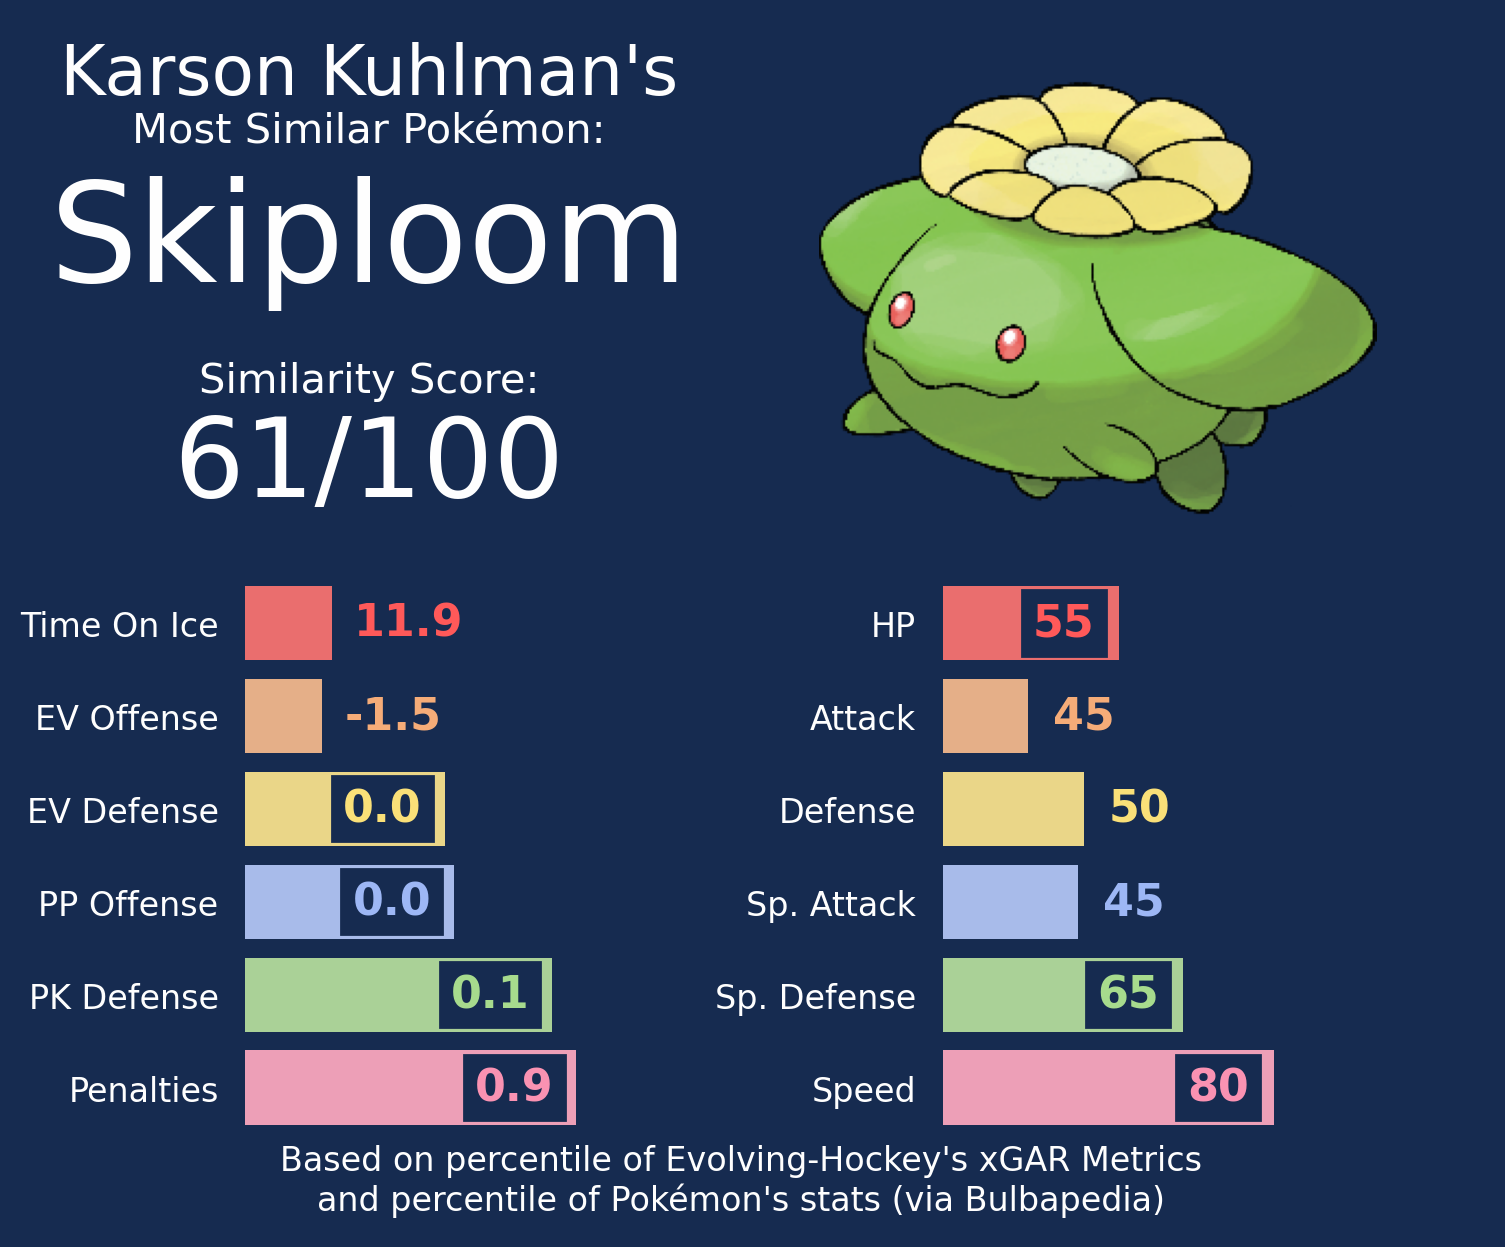 Karson Kuhlman's
Most Similar Pokémon:
Skiploom
Similarity Score:
61/100
Time On Ice 11.9
EV Offense -1.5
EV Defense 0.0
PP Offense 0.0
PK Defense 0.1
Penalties 0.9
HP 55
Attack 45
Defense 50
Sp. Attack 45
Sp. Defense 65
Speed 80
Based on percentile of Evolving-Hockey's xGAR Metrics
and percentile of Pokémon's stats (via Bulbapedia)